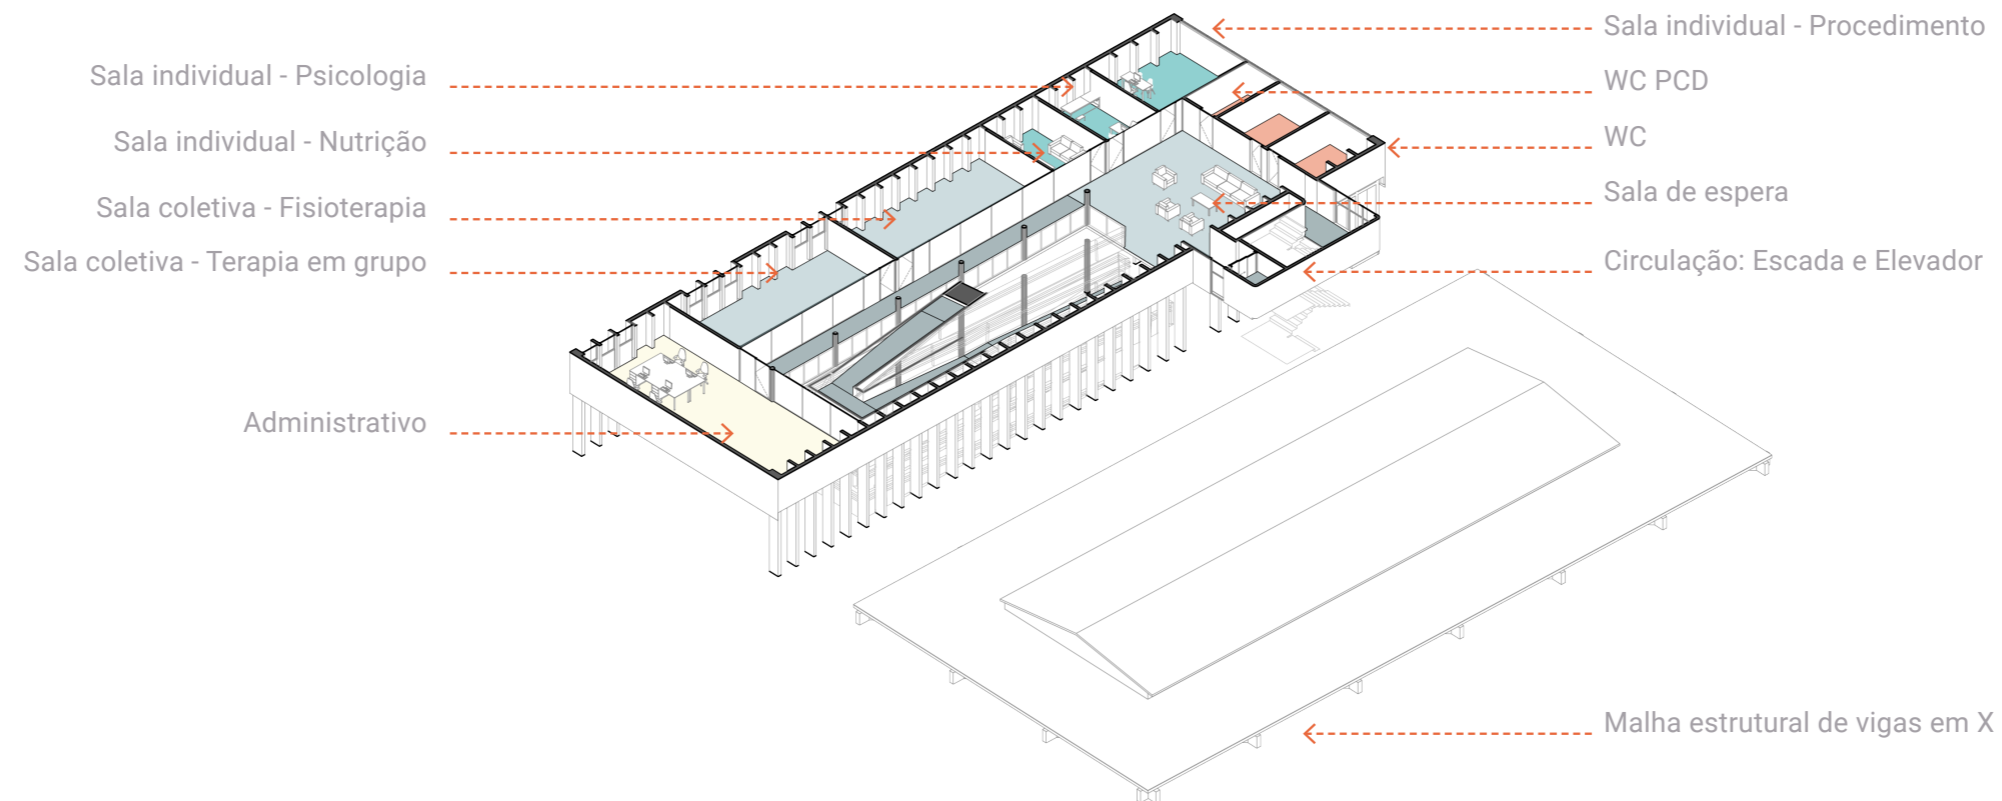 Sala individual - Psicologia
Sala individual - Nutrição
Sala coletiva - Fisioterapia
Sala coletiva - Terapia em grupo
Administrativo
Sala individual - Procedimento
WC PCD
WC
Sala de espera
Circulação: Escada e Elevador
Malha estrutural de vigas em X